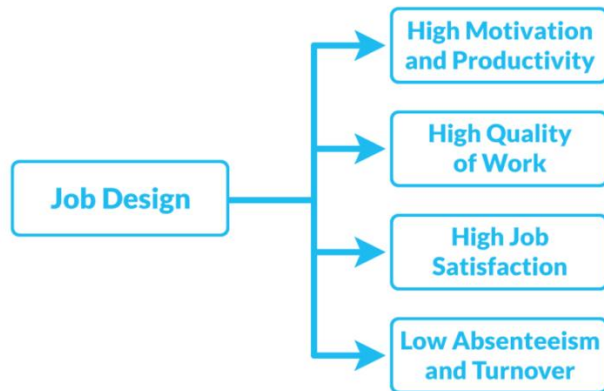 High Motivation
and Productivity
High Quality
of Work
Job Design
High Job
Satisfaction
Low Absenteeism
and Turnover